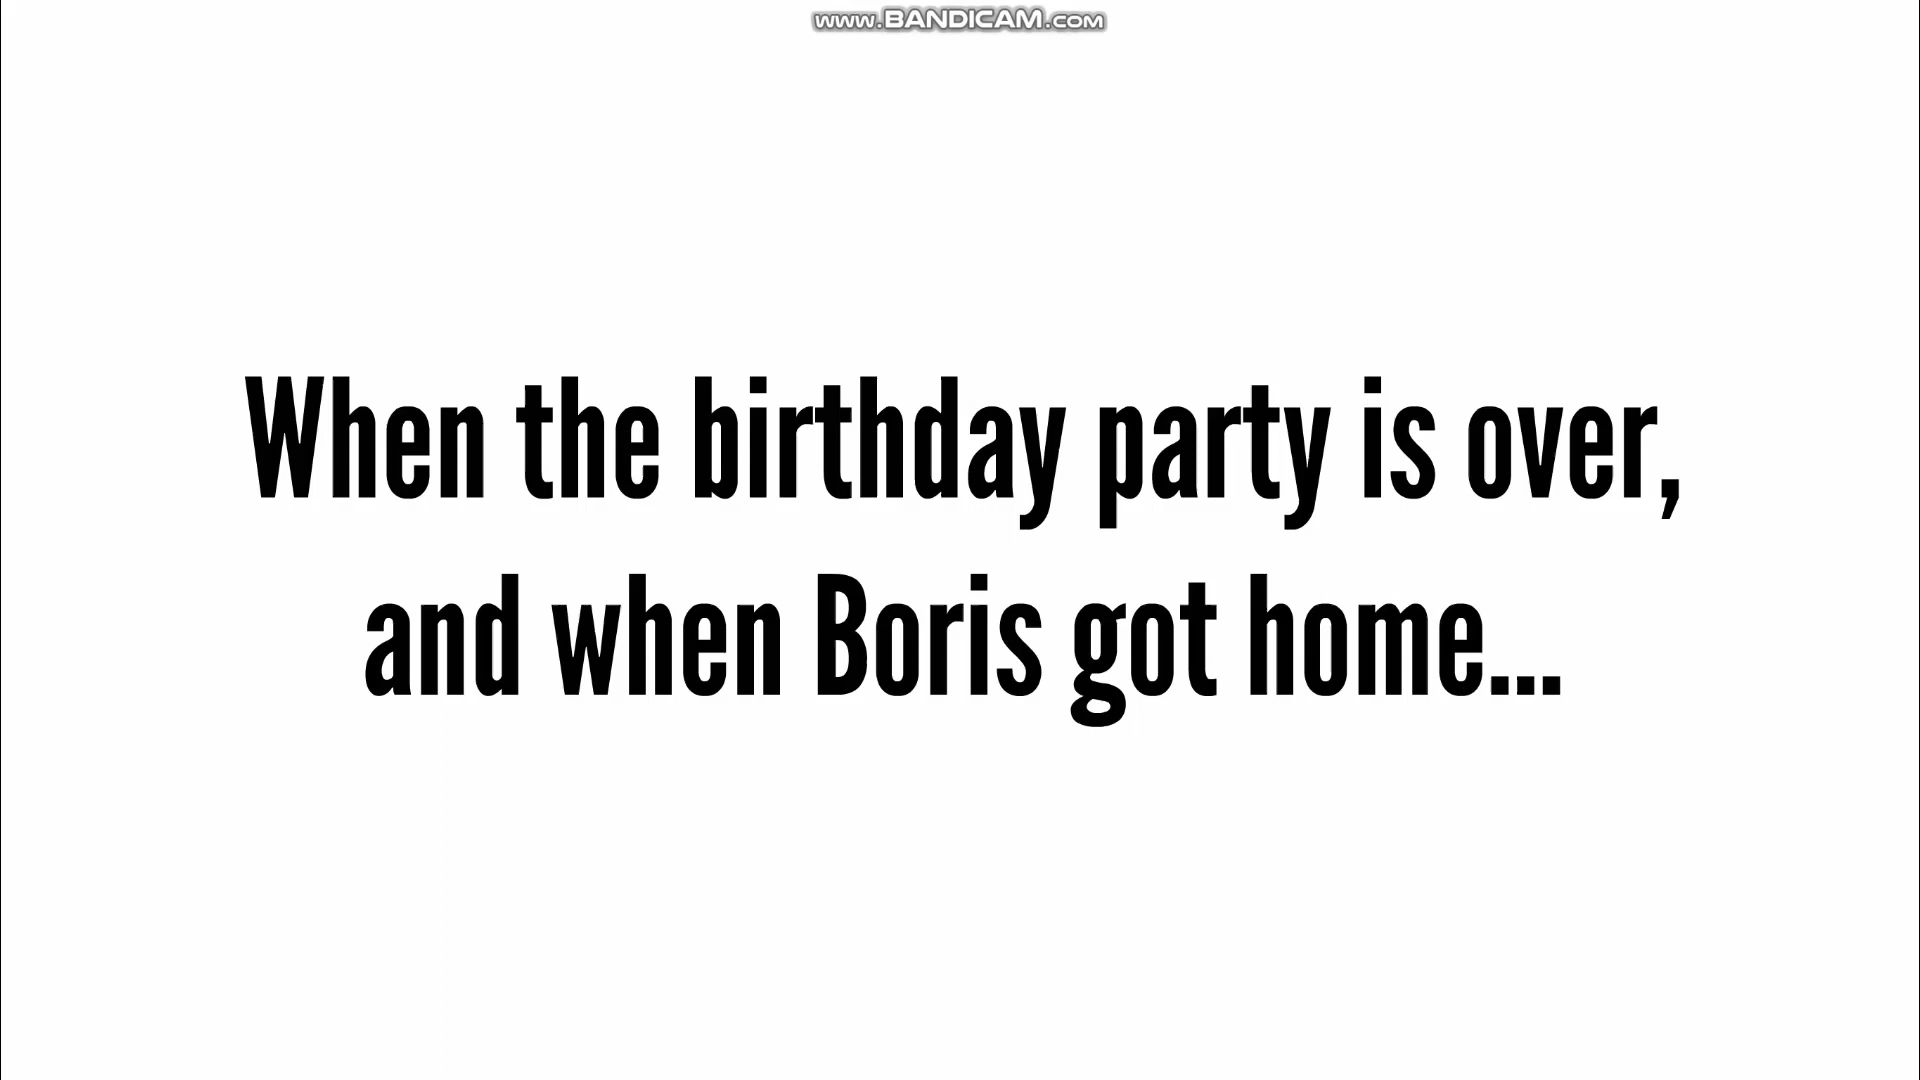 www.BANDICAM.com
When the birthday party is over,
and when Boris got home...